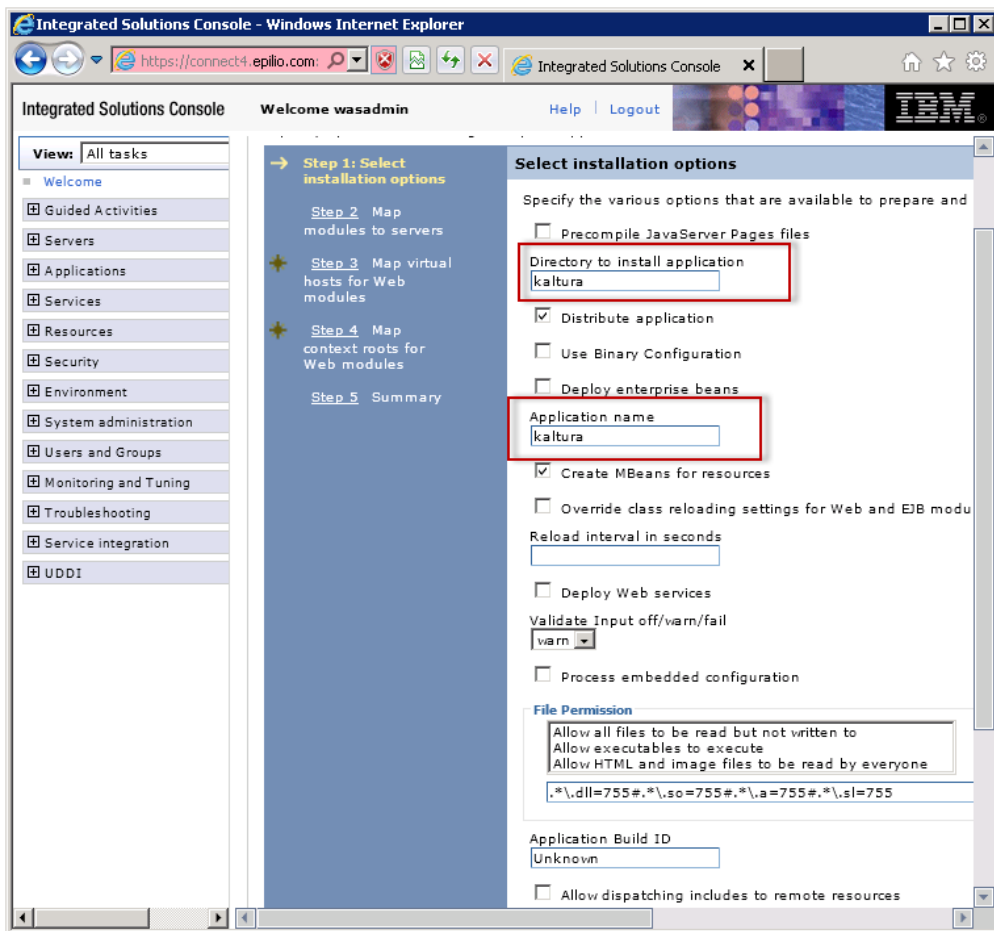 Integrated Solutions Console - Windows Internet Explorer
https://connect4.epilio.com:
Integrated Solutions Console
Integrated Solutions Console
Welcome wasadmin
Help
Logout
IBM
View: All tasks
Welcome
Guided Activities
Servers
Applications
Services
Resources
Security
Environment
System administration
Users and Groups
Monitoring and Tuning
Troubleshooting
Service integration
UDDI
Step 1: Select
installation options
Step 2 Map
modules to servers
Step 3 Map virtual
hosts for Web
modules
Step 4 Map
context roots for
Web modules
Step 5 Summary
Select installation options
Specify the various options that are available to prepare and
Precompile JavaServer Pages files
Directory to install application
kaltura
Distribute application
Use Binary Configuration
Deploy enterprise beans
Application name
kaltura
Create MBeans for resources
Override class reloading settings for Web and EJB modu
Reload interval in seconds
Deploy Web services
Validate Input off/warn/fail
warn
Process embedded configuration
File Permission
Allow all files to be read but not written to
Allow executables to execute
Allow HTML and image files to be read by everyone
.*\.dll=755#.*\.so=755#.*\.a=755#.*\.sl=755
Application Build ID
Unknown
Allow dispatching includes to remote resources